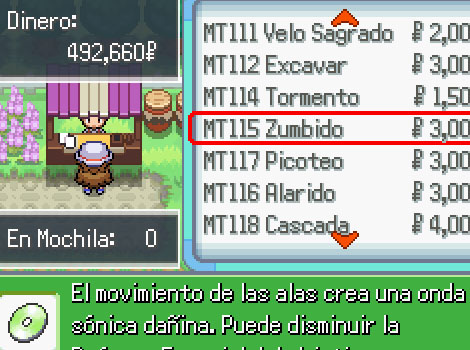 Dinero:
492,660₽
MT111 Velo Sagrado ₽ 2,00
MT112 Excavar ₽ 3,00
MT114 Tormento ₽ 1,50
MT115 Zumbido ₽ 3,00
MT117 Picoteo ₽ 3,00
MT116 Alarido ₽ 3,00
MT118 Cascada ₽ 4,00
En Mochila: 0
El movimiento de las alas crea una onda
sónica dañina. Puede disminuir la